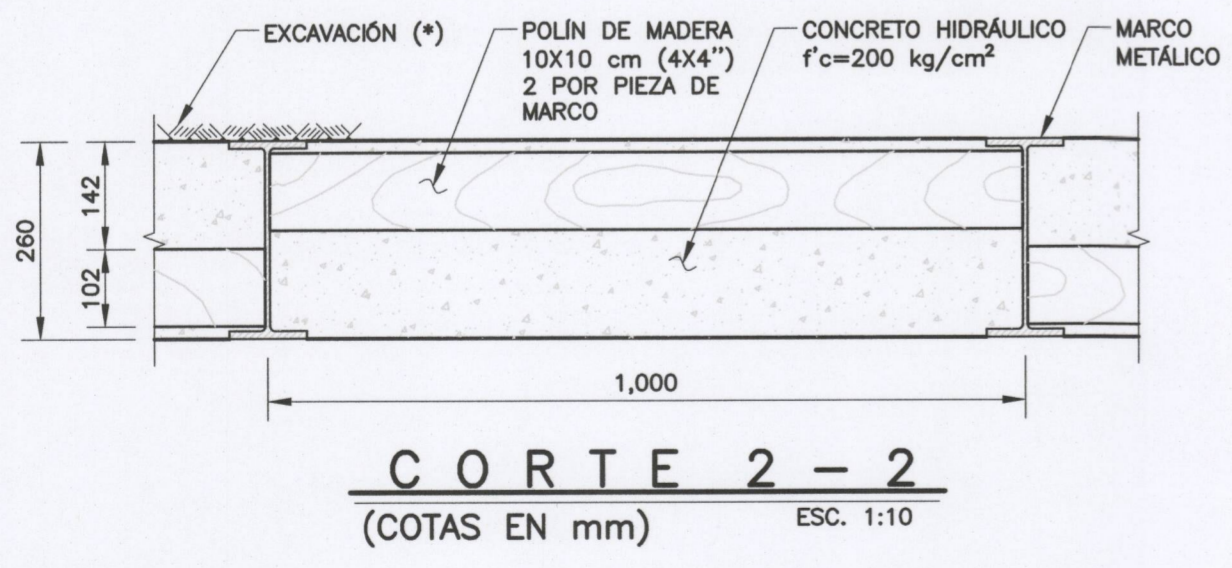 EXCAVACIÓN (*)
POLÍN DE MADERA
10X10 cm (4X4")
2 POR PIEZA DE
MARCO
CONCRETO HIDRÁULICO
f'c=200 kg/cm²
MARCO
METÁLICO
260
142
102
1,000
CORTE 2-2
(COTAS EN mm)
ESC. 1:10